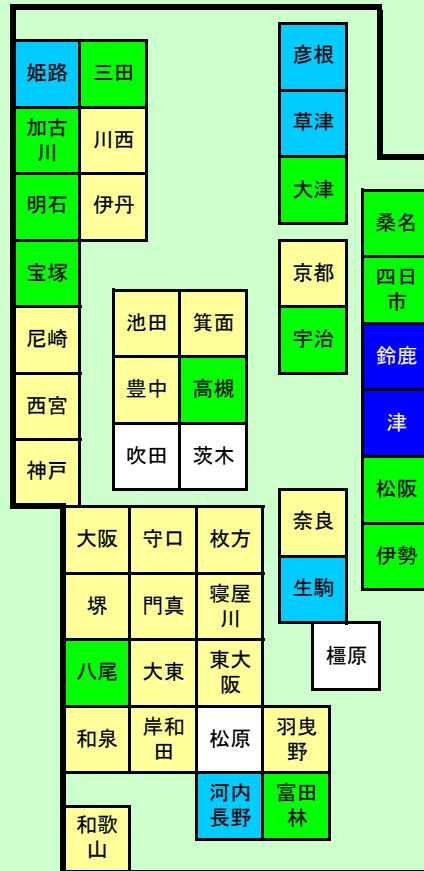 姫路
三田
加古
川
川西
明石
伊丹
宝塚
尼崎
西宮
神戸
池田
箕面
豊中
高槻
吹田
茨木
彦根
草津
大津
京都
宇治
桑名
四日
市
鈴鹿
津
松阪
伊勢
奈良
生駒
橿原
大阪
守口
枚方
堺
門真
寝屋
川
八尾
大東
東大
阪
和泉
岸和
田
松原
羽曳
野
河内
長野
富田
林
和歌
山